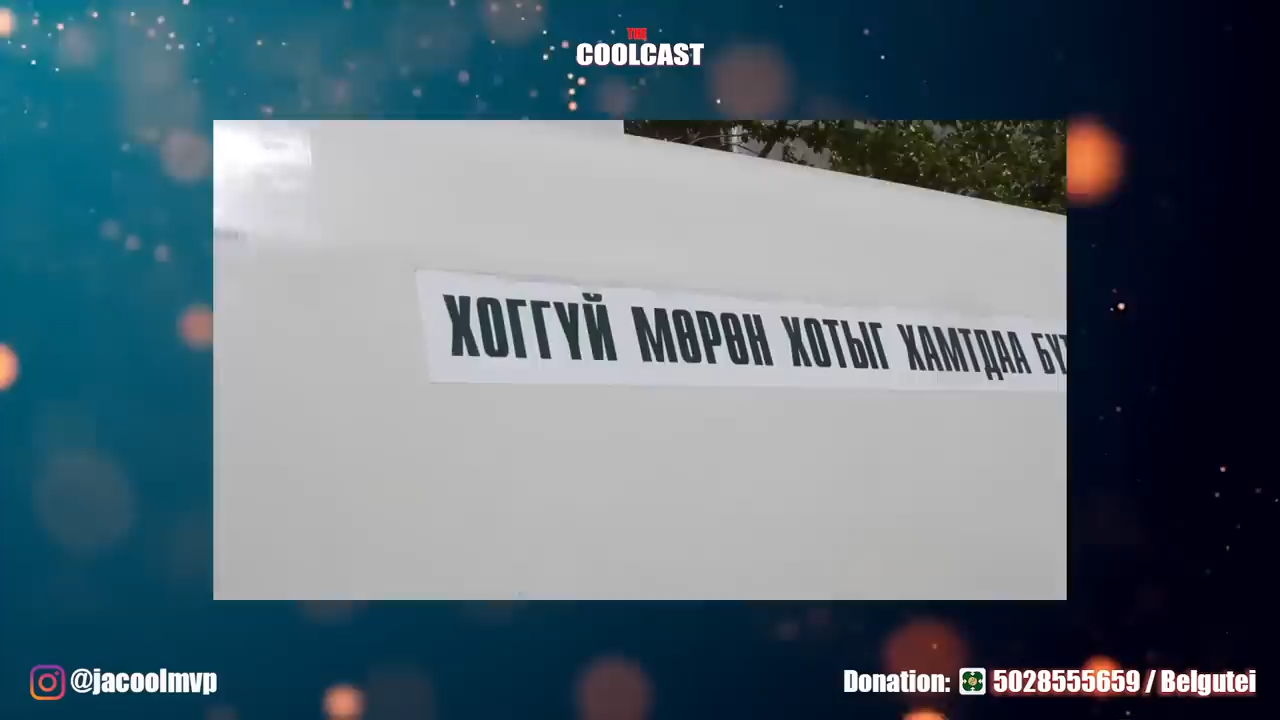 THE
COOLCAST
ХОГГҮЙ МӨРӨН ХОТЫГ ХАМТДАА
@jacoolmvp
Donation: 5028555659 / Belgutei